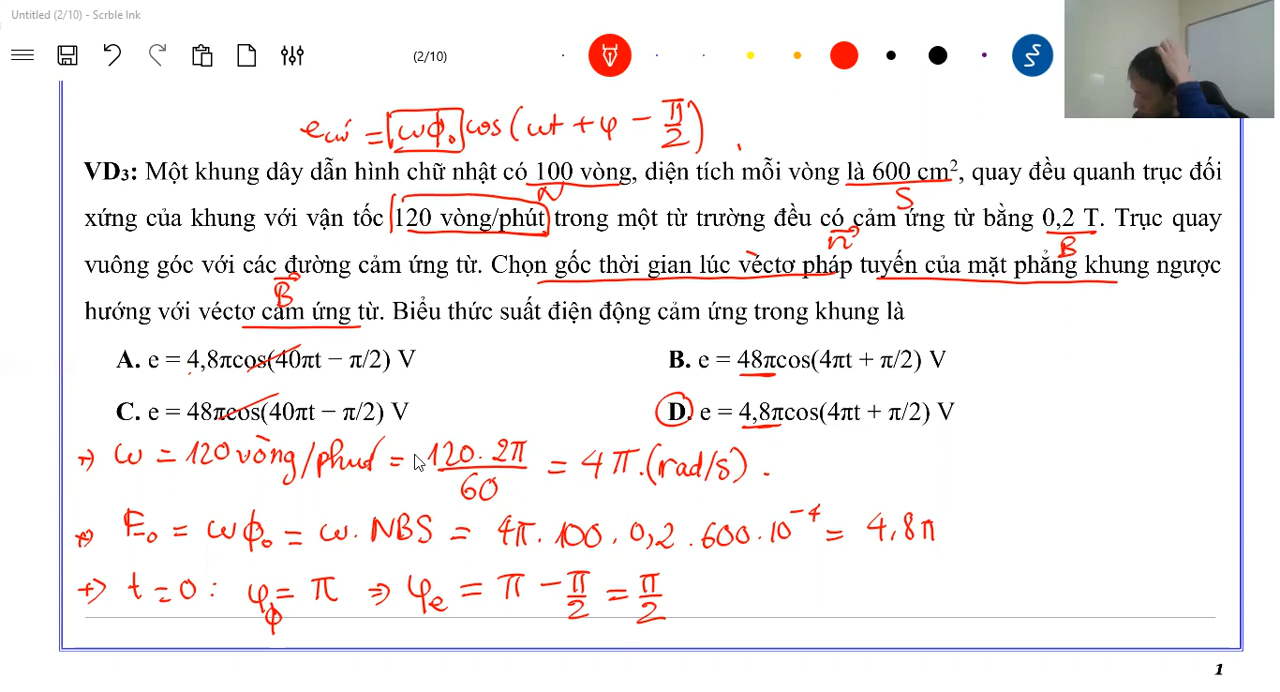 Untitled (2/10) - Scrble Ink
(2/10)
e cư = ωϕ₀ cos(ωt + φ − π/2)
VD₃: Một khung dây dẫn hình chữ nhật có 100 vòng, diện tích mỗi vòng là 600 cm², quay đều quanh trục đối
N S
xứng của khung với vận tốc 120 vòng/phút trong một từ trường đều có cảm ứng từ bằng 0,2 T. Trục quay
n⃗ B
vuông góc với các đường cảm ứng từ. Chọn gốc thời gian lúc véctơ pháp tuyến của mặt phẳng khung ngược
B⃗
hướng với véctơ cảm ứng từ. Biểu thức suất điện động cảm ứng trong khung là
A. e = 4,8πcos(40πt − π/2) V B. e = 48πcos(4πt + π/2) V
C. e = 48πcos(40πt − π/2) V D. e = 4,8πcos(4πt + π/2) V
+) ω = 120 vòng/phút = 120.2π/60 = 4π.(rad/s).
+) E₀ = ωϕ₀ = ω.NBS = 4π.100.0,2.600.10⁻⁴ = 4,8π
+) t=0: φ_ϕ = π ⇒ φₑ = π − π/2 = π/2
1